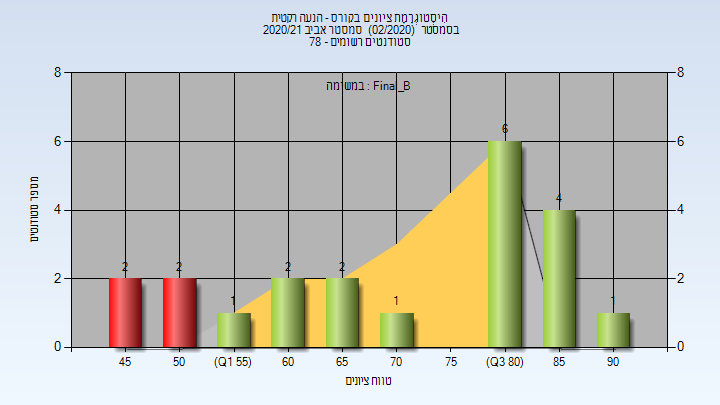 היסטוגרמת ציונים בקורס - הנעה רקטית
בסמסטר (02/2020) סמסטר אביב 2020/21
סטודנטים רשומים - 78
במשימה : Final_B
8 8
6 6
4 4
2 2
0 0
2 2 1 2 2 1 6 4 1
45 50 (Q1 55) 60 65 70 75 (Q3 80) 85 90
מספר סטודנטים
טווח ציונים